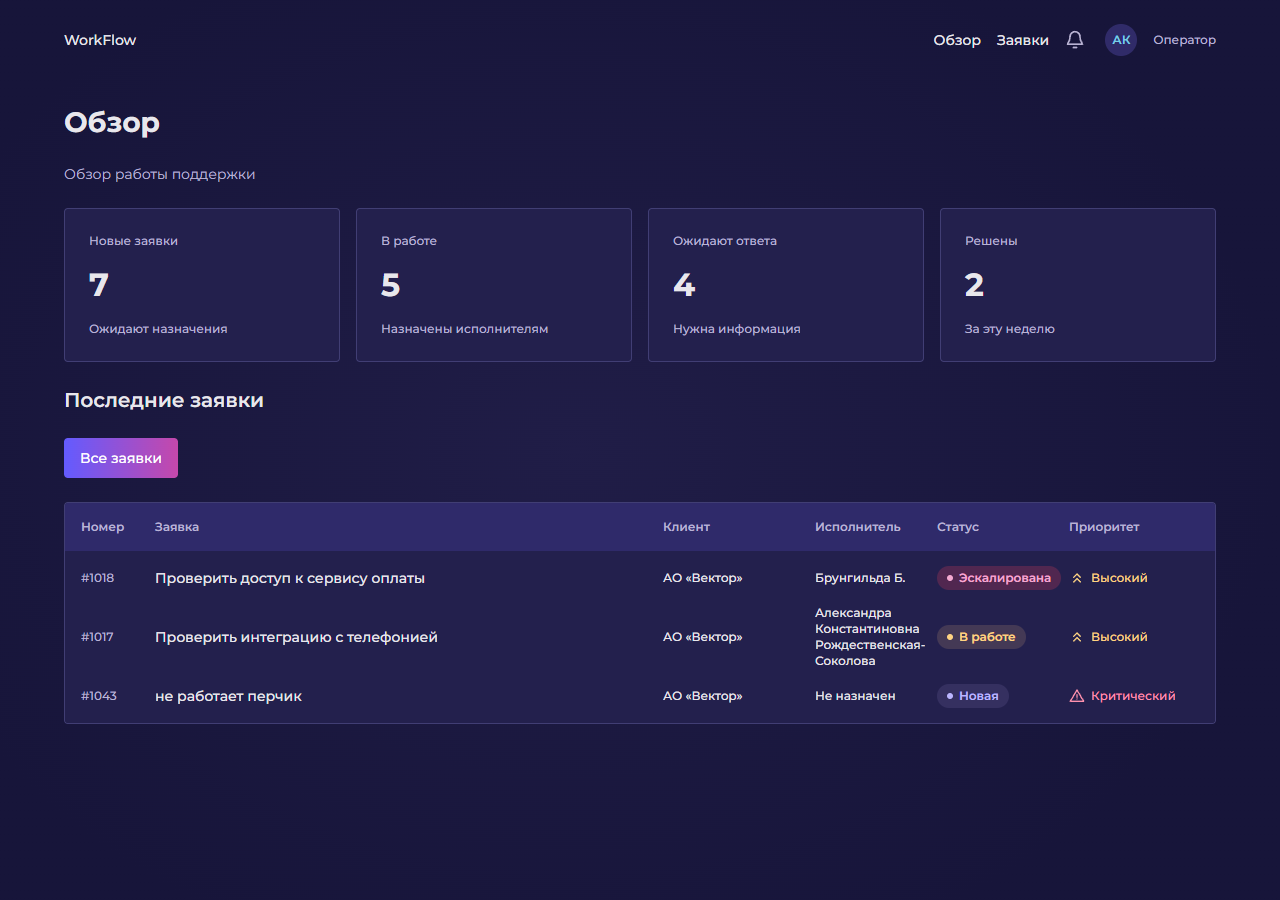 WorkFlow
Обзор Заявки АК Оператор
Обзор
Обзор работы поддержки
Новые заявки
7
Ожидают назначения
В работе
5
Назначены исполнителям
Ожидают ответа
4
Нужна информация
Решены
2
За эту неделю
Последние заявки
Все заявки
Номер Заявка Клиент Исполнитель Статус Приоритет
#1018 Проверить доступ к сервису оплаты АО «Вектор» Брунгильда Б. Эскалирована Высокий
#1017 Проверить интеграцию с телефонией АО «Вектор» Александра
Константиновна
Рождественская-
Соколова
В работе Высокий
#1043 не работает перчик АО «Вектор» Не назначен Новая Критический